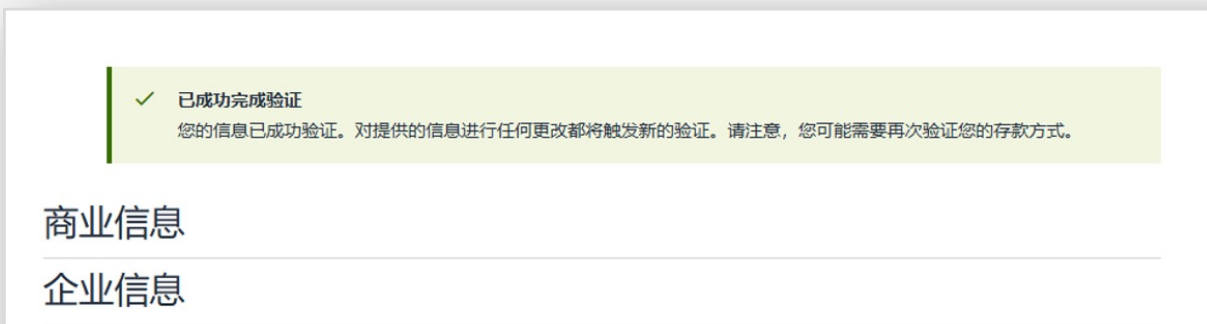 已成功完成验证
您的信息已成功验证。对提供的信息进行任何更改都将触发新的验证。请注意，您可能需要再次验证您的存款方式。
商业信息
企业信息